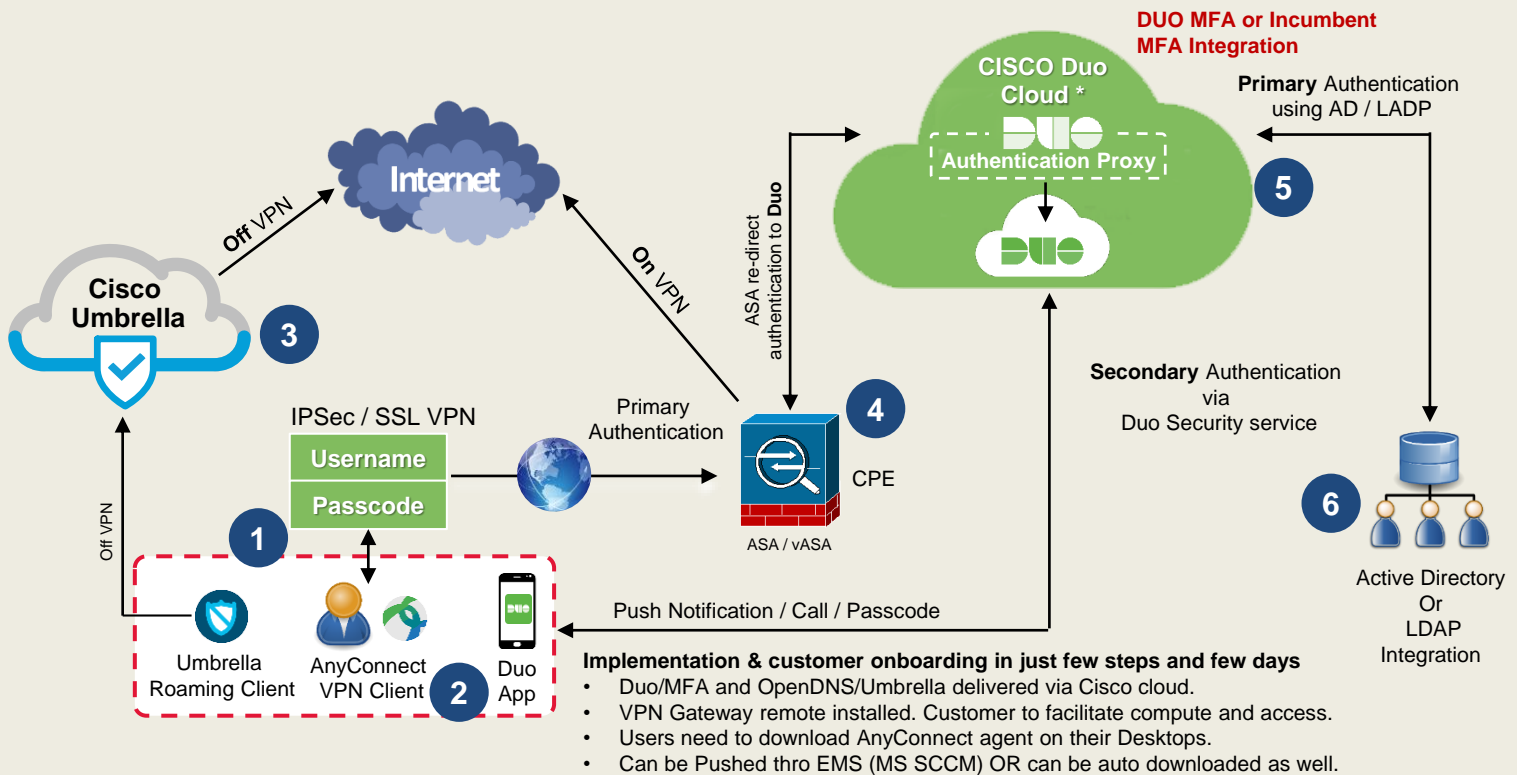 DUO MFA or Incumbent
MFA Integration
CISCO Duo
Cloud *
DUO
Authentication Proxy
DUO
Primary Authentication
using AD / LADP
5
Internet
Off VPN
On VPN
ASA re-direct
authentication to Duo
Cisco
Umbrella
3
IPSec / SSL VPN
Username
Passcode
Primary
Authentication
4
CPE
ASA / vASA
Secondary Authentication
via
Duo Security service
6
Active Directory
Or
LDAP
Integration
Off VPN
1
Umbrella
Roaming Client
AnyConnect
VPN Client
2
DUO
Duo
App
Push Notification / Call / Passcode
Implementation & customer onboarding in just few steps and few days
• Duo/MFA and OpenDNS/Umbrella delivered via Cisco cloud.
• VPN Gateway remote installed. Customer to facilitate compute and access.
• Users need to download AnyConnect agent on their Desktops.
• Can be Pushed thro EMS (MS SCCM) OR can be auto downloaded as well.